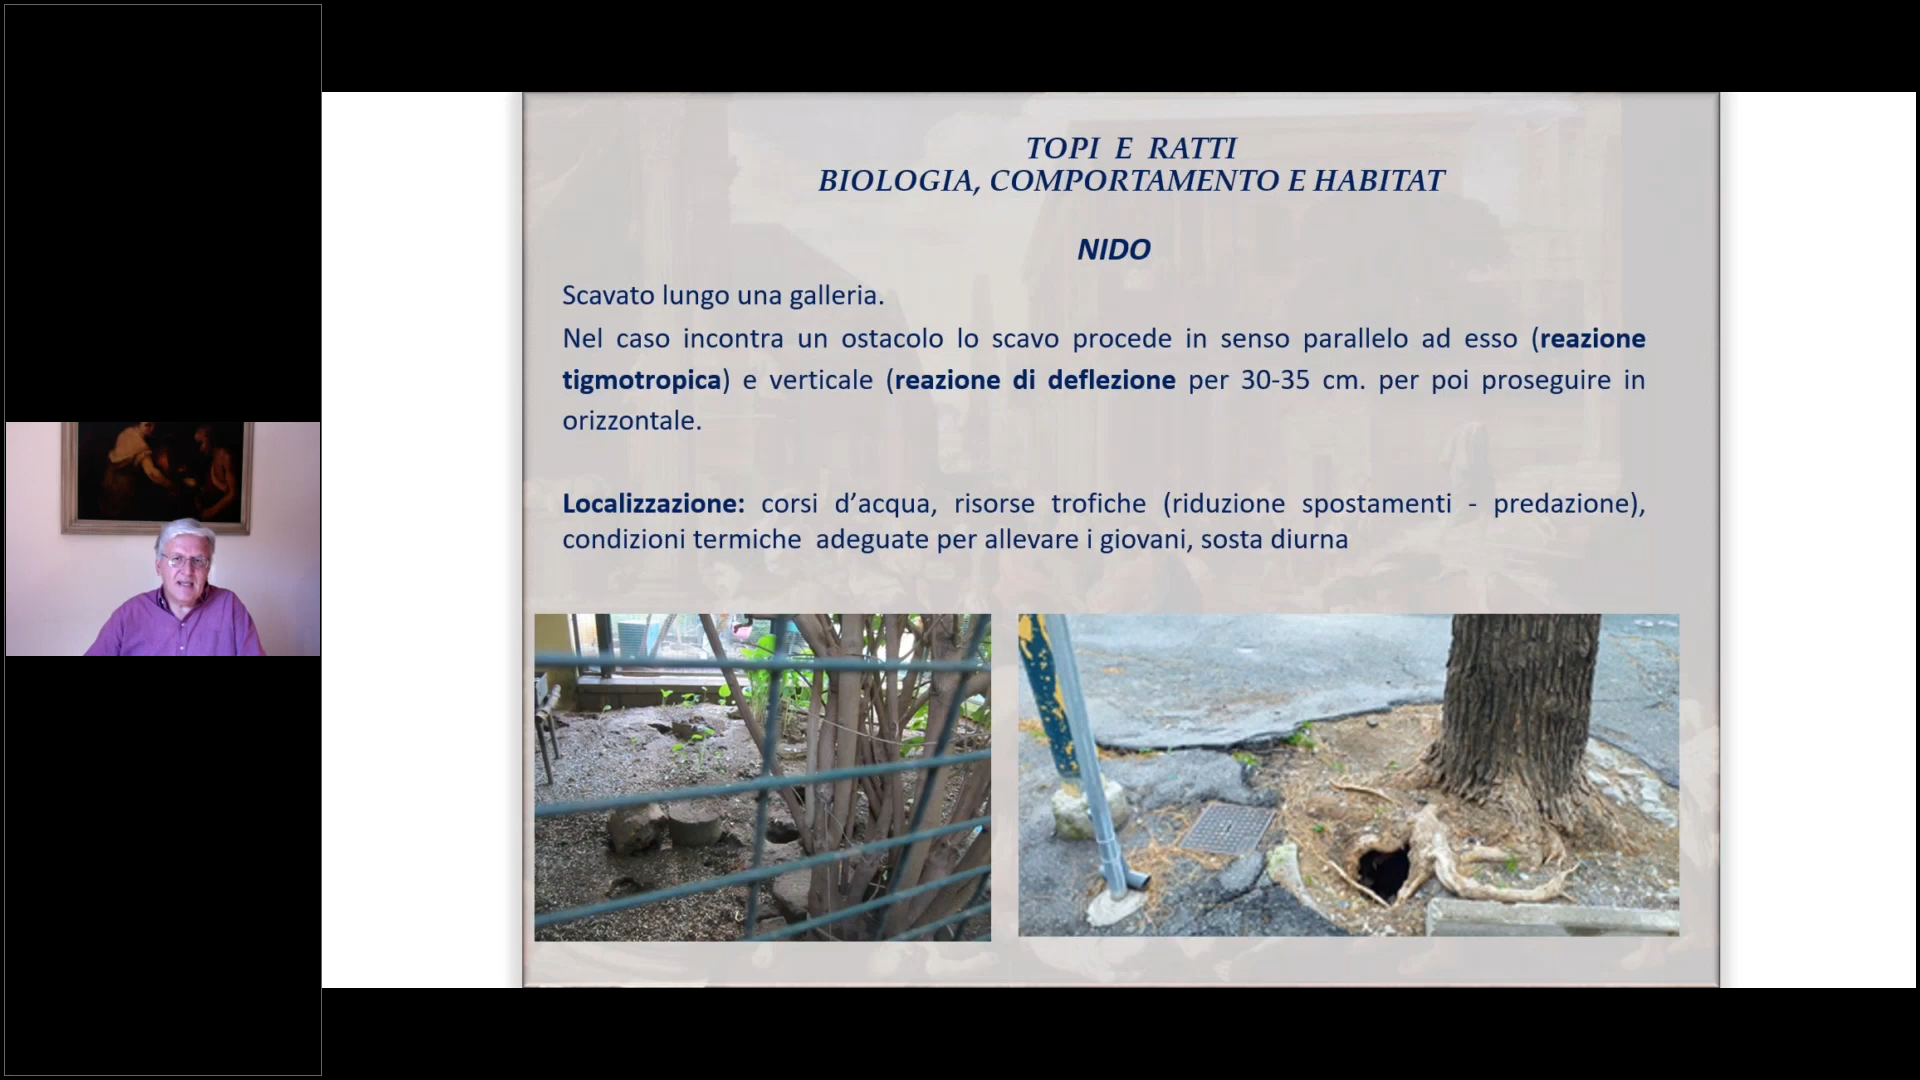 TOPI E RATTI
BIOLOGIA, COMPORTAMENTO E HABITAT
NIDO
Scavato lungo una galleria.
Nel caso incontra un ostacolo lo scavo procede in senso parallelo ad esso (reazione
tigmotropica) e verticale (reazione di deflezione per 30-35 cm. per poi proseguire in
orizzontale.
Localizzazione: corsi d’acqua, risorse trofiche (riduzione spostamenti - predazione),
condizioni termiche adeguate per allevare i giovani, sosta diurna